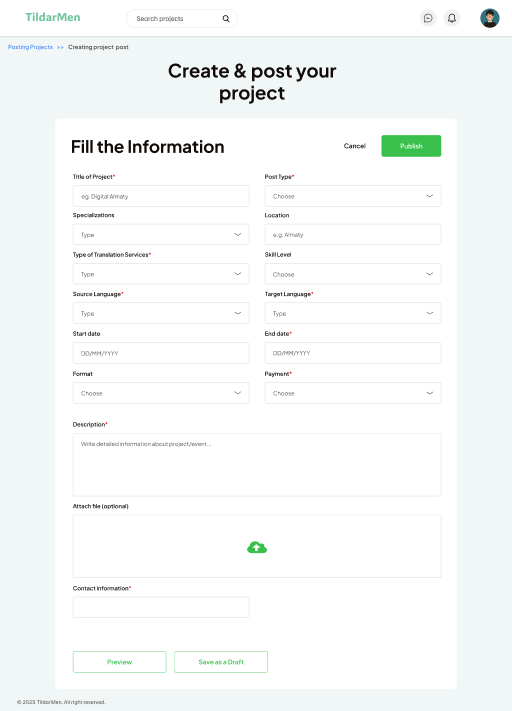 TildarMen
Search projects
Posting Projects >> Creating project post
Create & post your
project
Fill the Information
Cancel
Publish
Title of Project*
Post Type*
eg. Digital Almaty
Choose
Specializations
Location
Type
e.g. Almaty
Type of Translation Services*
Skill Level
Type
Choose
Source Language*
Target Language*
Type
Type
Start date
End date*
DD/MM/YYYY
DD/MM/YYYY
Format
Payment*
Choose
Choose
Description*
Write detailed information about project/event...
Attach file (optional)
Contact information*
Preview
Save as a Draft
© 2025 TildarMen. All right reserved.